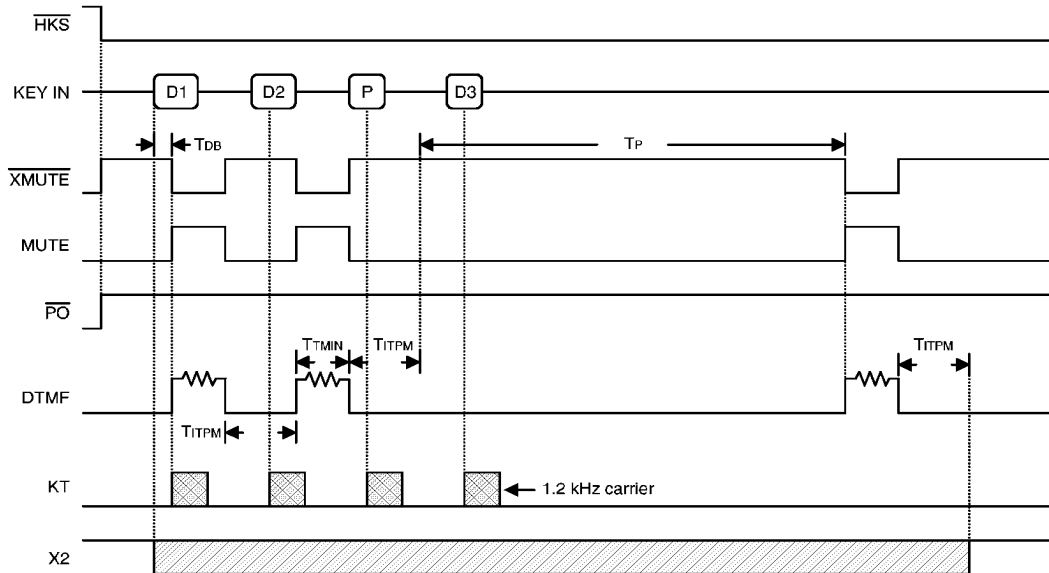 HKS
KEY IN D1 D2 P D3
TDB TP
XMUTE
MUTE
PO
TTMIN TITPM TITPM
DTMF
TITPM
KT 1.2 kHz carrier
X2